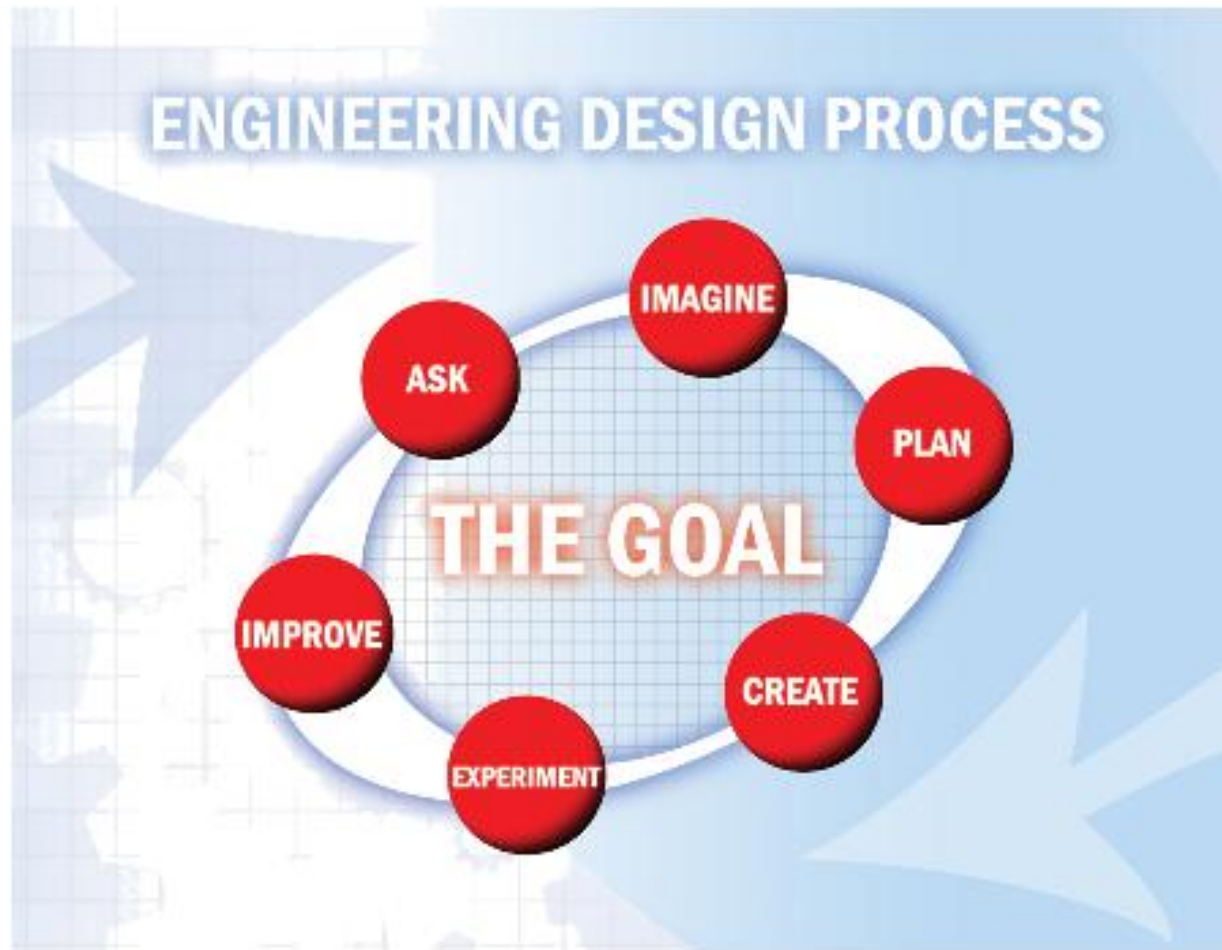 ENGINEERING DESIGN PROCESS
IMAGINE
ASK
PLAN
THE GOAL
IMPROVE
CREATE
EXPERIMENT